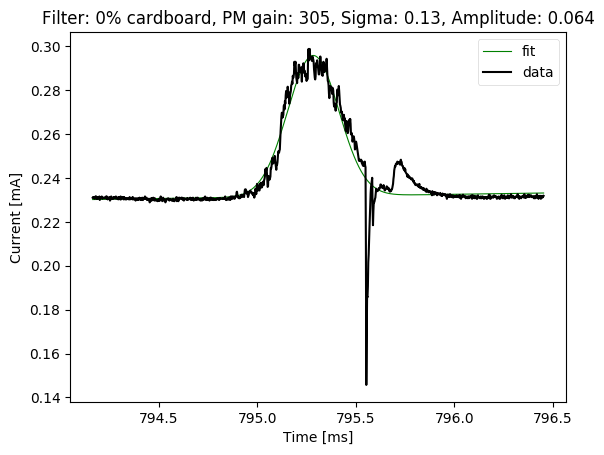 Filter: 0% cardboard, PM gain: 305, Sigma: 0.13, Amplitude: 0.064
fit
data
0.30
0.28
0.26
0.24
0.22
0.20
0.18
0.16
0.14
Current [mA]
794.5
795.0
795.5
796.0
796.5
Time [ms]